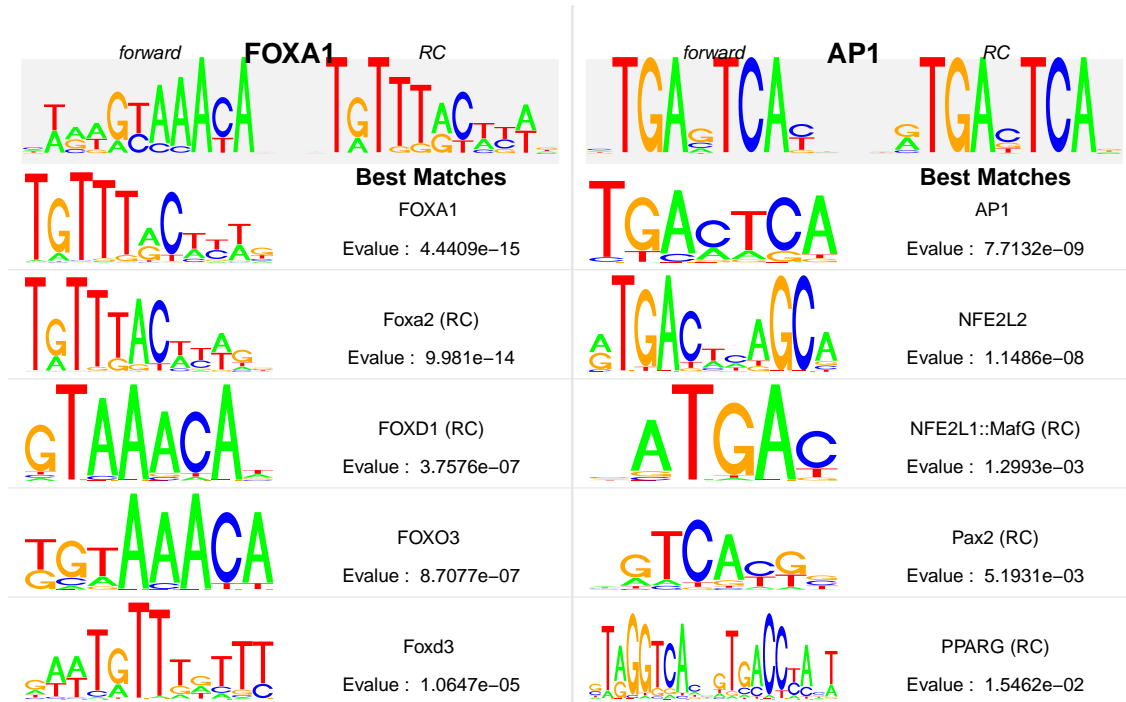 FOXA1
forward
RC
Best Matches
FOXA1
Evalue : 4.4409e−15
Foxa2 (RC)
Evalue : 9.981e−14
FOXD1 (RC)
Evalue : 3.7576e−07
FOXO3
Evalue : 8.7077e−07
Foxd3
Evalue : 1.0647e−05
AP1
forward
RC
Best Matches
AP1
Evalue : 7.7132e−09
NFE2L2
Evalue : 1.1486e−08
NFE2L1::MafG (RC)
Evalue : 1.2993e−03
Pax2 (RC)
Evalue : 5.1931e−03
PPARG (RC)
Evalue : 1.5462e−02